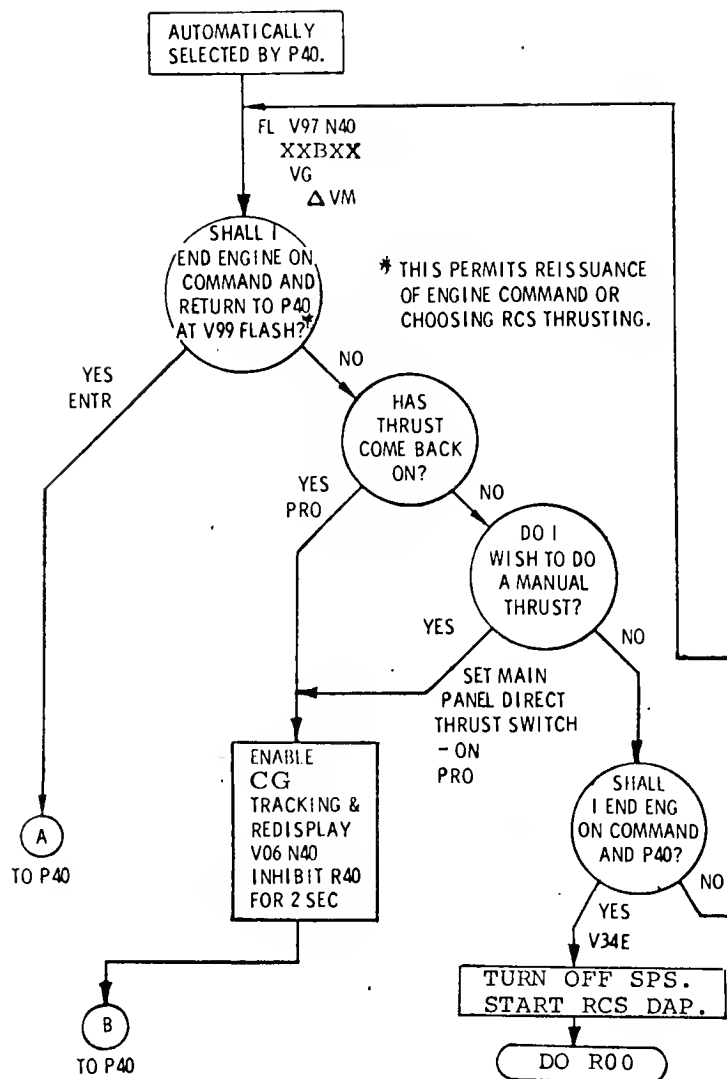 AUTOMATICALLY
SELECTED BY P40.
FL V97 N40
XXBXX
VG
Δ VM
SHALL I
END ENGINE ON
COMMAND AND
RETURN TO P40
AT V99 FLASH?*
* THIS PERMITS REISSUANCE
OF ENGINE COMMAND OR
CHOOSING RCS THRUSTING.
YES
ENTR
NO
HAS
THRUST
COME BACK
ON?
YES
PRO
NO
DO I
WISH TO DO
A MANUAL
THRUST?
YES
NO
SET MAIN
PANEL DIRECT
THRUST SWITCH
- ON
PRO
ENABLE
CG
TRACKING &
REDISPLAY
V06 N40
INHIBIT R40
FOR 2 SEC
SHALL
I END ENG
ON COMMAND
AND P40?
A
TO P40
NO
YES
V34E
TURN OFF SPS.
START RCS DAP.
B
TO P40
DO R00